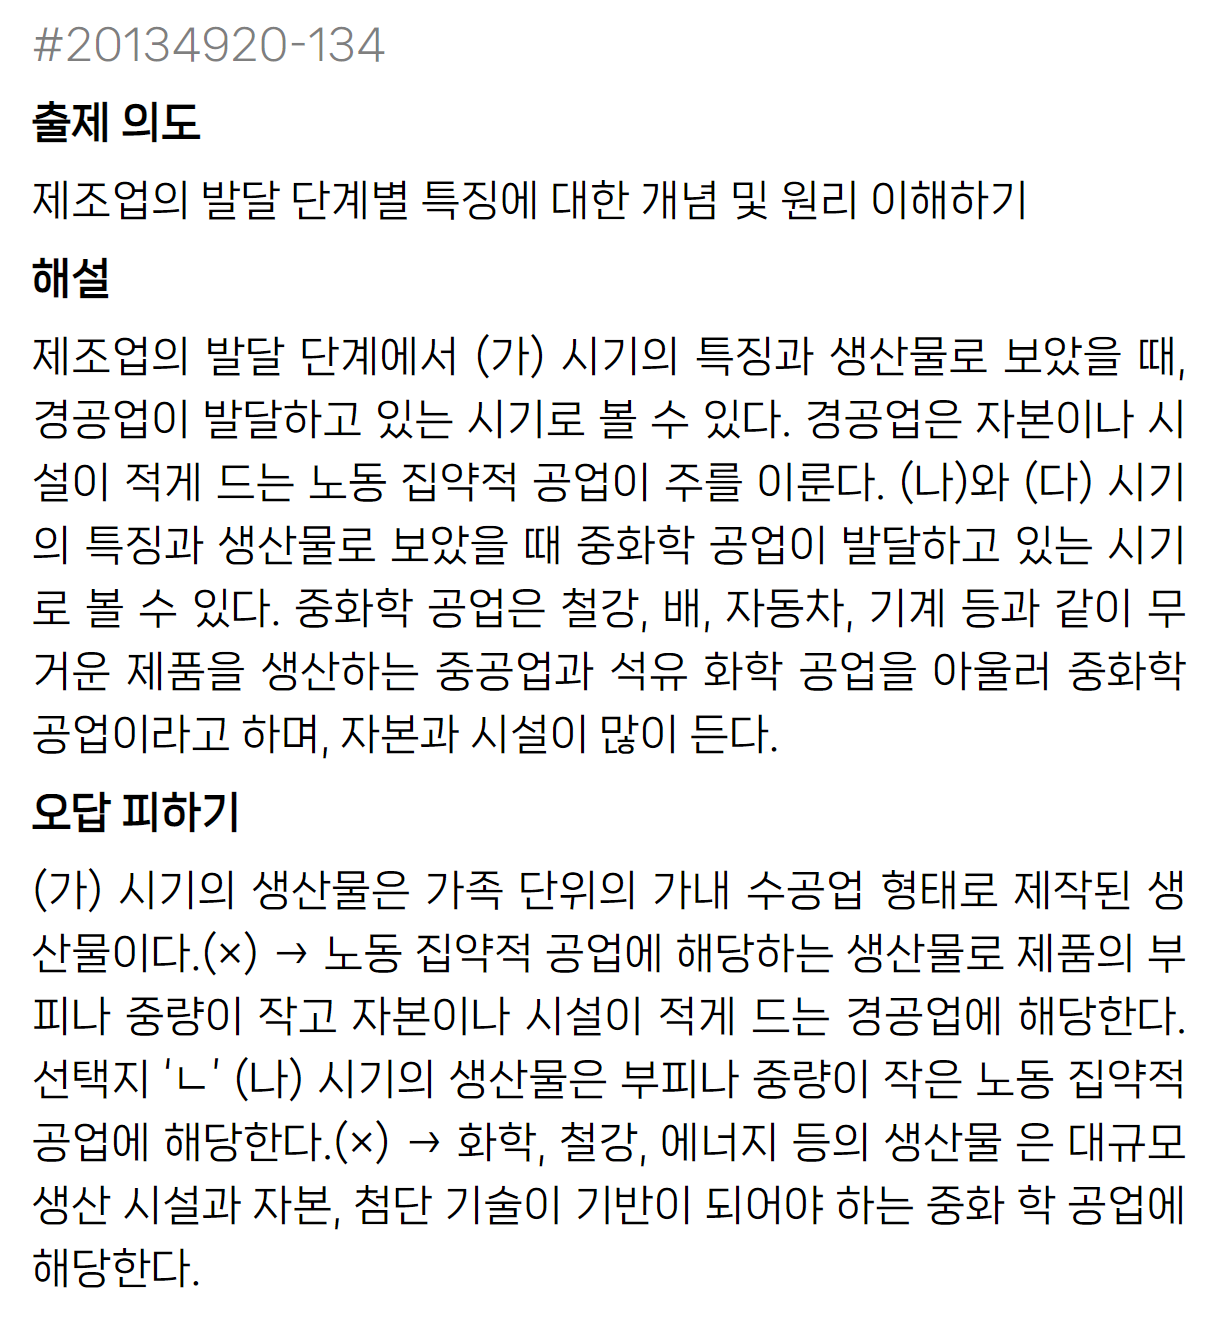 #20134920-134
출제 의도
제조업의 발달 단계별 특징에 대한 개념 및 원리 이해하기
해설
제조업의 발달 단계에서 (가) 시기의 특징과 생산물로 보았을 때,
경공업이 발달하고 있는 시기로 볼 수 있다. 경공업은 자본이나 시
설이 적게 드는 노동 집약적 공업이 주를 이룬다. (나)와 (다) 시기
의 특징과 생산물로 보았을 때 중화학 공업이 발달하고 있는 시기
로 볼 수 있다. 중화학 공업은 철강, 배, 자동차, 기계 등과 같이 무
거운 제품을 생산하는 중공업과 석유 화학 공업을 아울러 중화학
공업이라고 하며, 자본과 시설이 많이 든다.
오답 피하기
(가) 시기의 생산물은 가족 단위의 가내 수공업 형태로 제작된 생
산물이다.(×) → 노동 집약적 공업에 해당하는 생산물로 제품의 부
피나 중량이 작고 자본이나 시설이 적게 드는 경공업에 해당한다.
선택지 ‘ㄴ’ (나) 시기의 생산물은 부피나 중량이 작은 노동 집약적
공업에 해당한다.(×) → 화학, 철강, 에너지 등의 생산물 은 대규모
생산 시설과 자본, 첨단 기술이 기반이 되어야 하는 중화 학 공업에
해당한다.